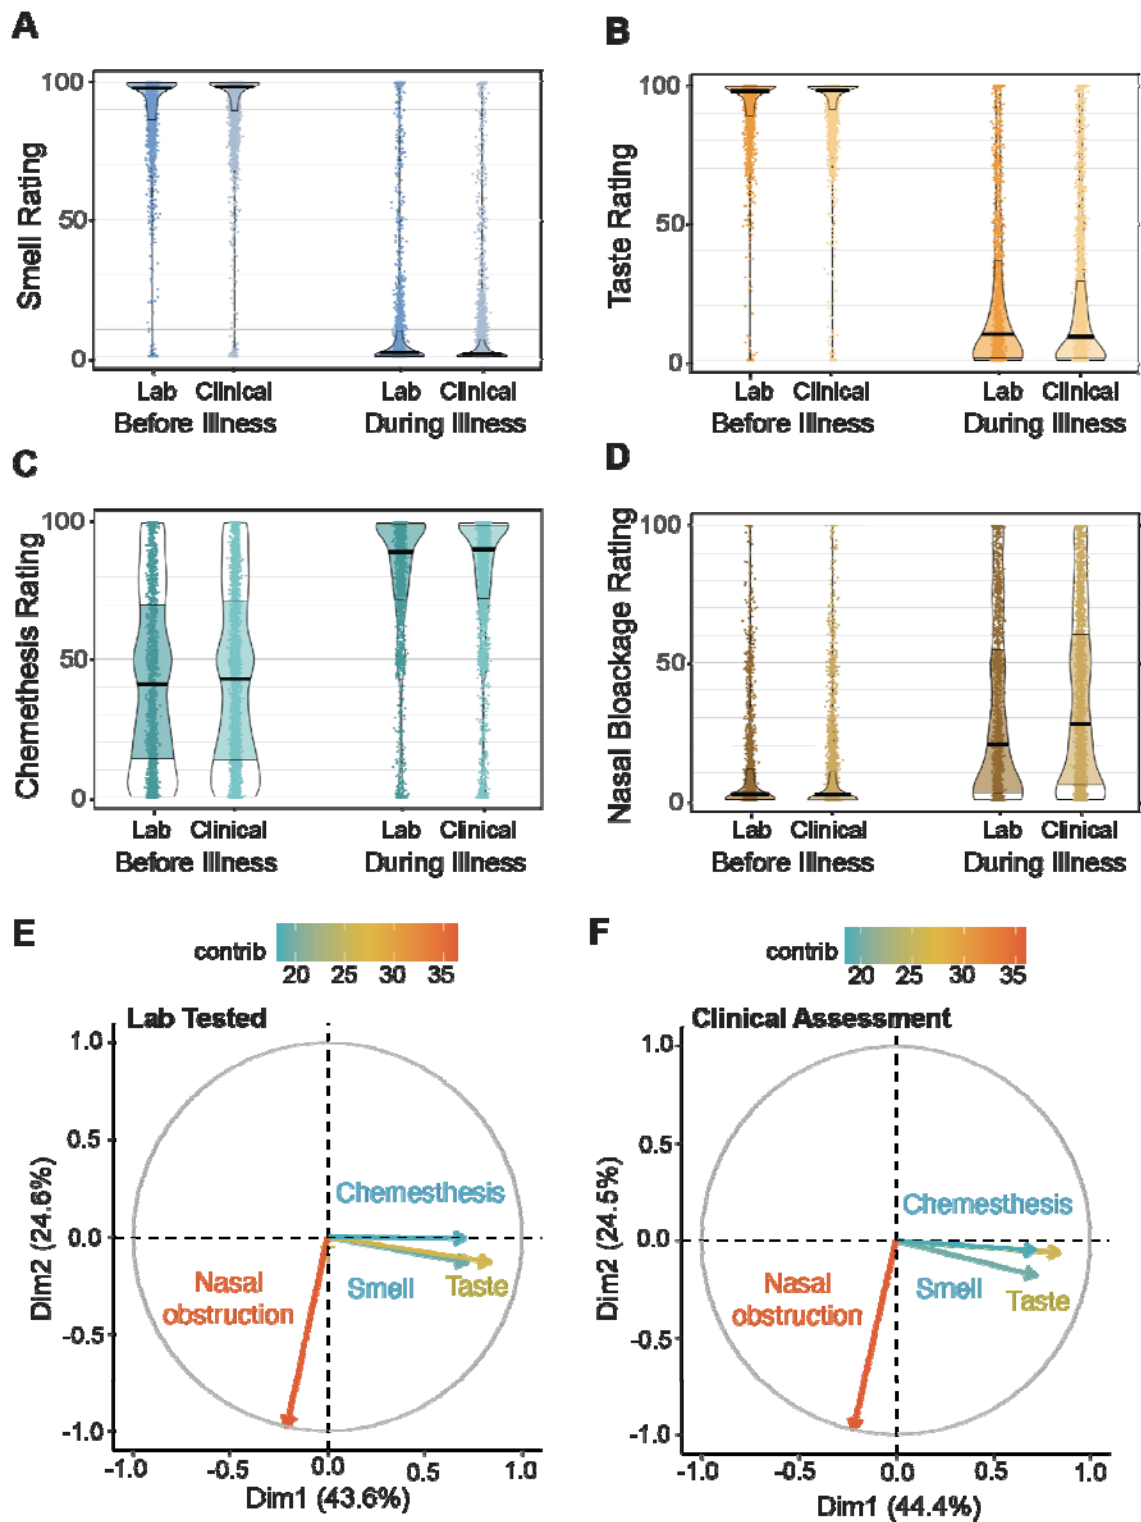 A
B
100
50
0
Smell Rating
Lab Clinical Lab Clinical
Before Illness During Illness
100
50
0
Taste Rating
Lab Clinical Lab Clinical
Before Illness During Illness
C
D
100
50
0
Chemethesis Rating
Lab Clinical Lab Clinical
Before Illness During Illness
100
50
0
Nasal Bloackage Rating
Lab Clinical Lab Clinical
Before Illness During Illness
E
contrib
20 25 30 35
Lab Tested
1.0
0.5
0.0
-0.5
-1.0
Dim2 (24.6%)
Chemesthesis
Nasal
obstruction
Smell
Taste
-1.0 -0.5 0.0 0.5 1.0
Dim1 (43.6%)
F
contrib
20 25 30 35
Clinical Assessment
1.0
0.5
0.0
-0.5
-1.0
Dim2 (24.5%)
Chemesthesis
Nasal
obstruction
Smell
Taste
-1.0 -0.5 0.0 0.5 1.0
Dim1 (44.4%)